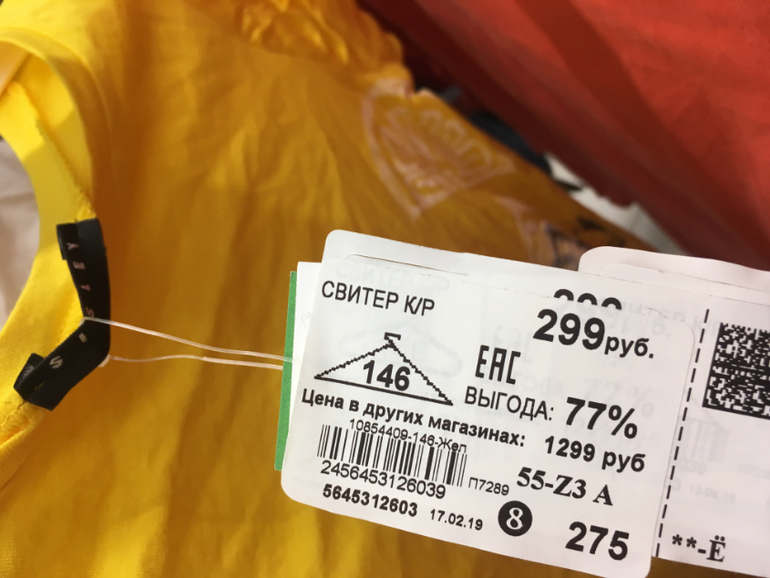 СВИТЕР К/Р
299руб.
146
ЕАС
ВЫГОДА: 77%
Цена в других магазинах: 1299 руб
10854409-146-Жел
2456453126039
П7289
55-Z3 А
5645312603
17.02.19
8
275
**-Ё